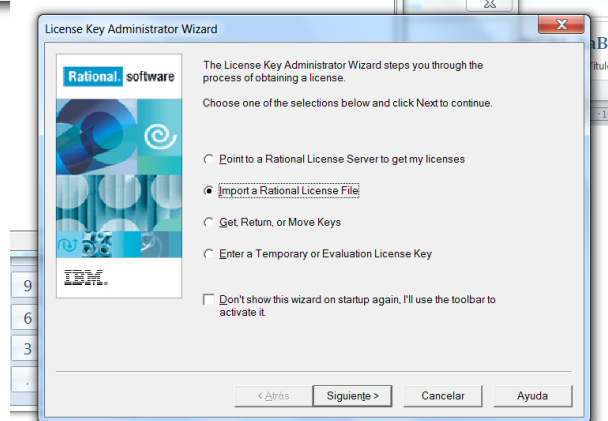 License Key Administrator Wizard
Rational. software
The License Key Administrator Wizard steps you through the
process of obtaining a license.
Choose one of the selections below and click Next to continue.
Point to a Rational License Server to get my licenses
Import a Rational License File
Get, Return, or Move Keys
Enter a Temporary or Evaluation License Key
IBM.
Don't show this wizard on startup again, I'll use the toolbar to
activate it.
< Atrás
Siguiente >
Cancelar
Ayuda
9
6
3
,
aB